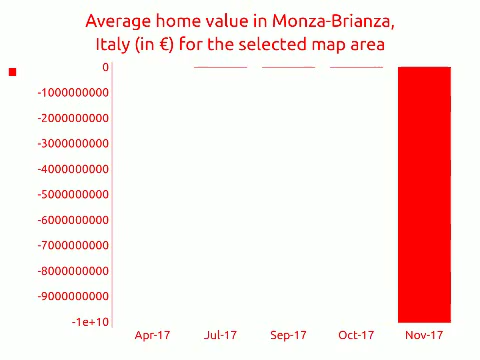 Average home value in Monza-Brianza,
Italy (in €) for the selected map area
0
-1000000000
-2000000000
-3000000000
-4000000000
-5000000000
-6000000000
-7000000000
-8000000000
-9000000000
-1e+10
Apr-17 Jul-17 Sep-17 Oct-17 Nov-17